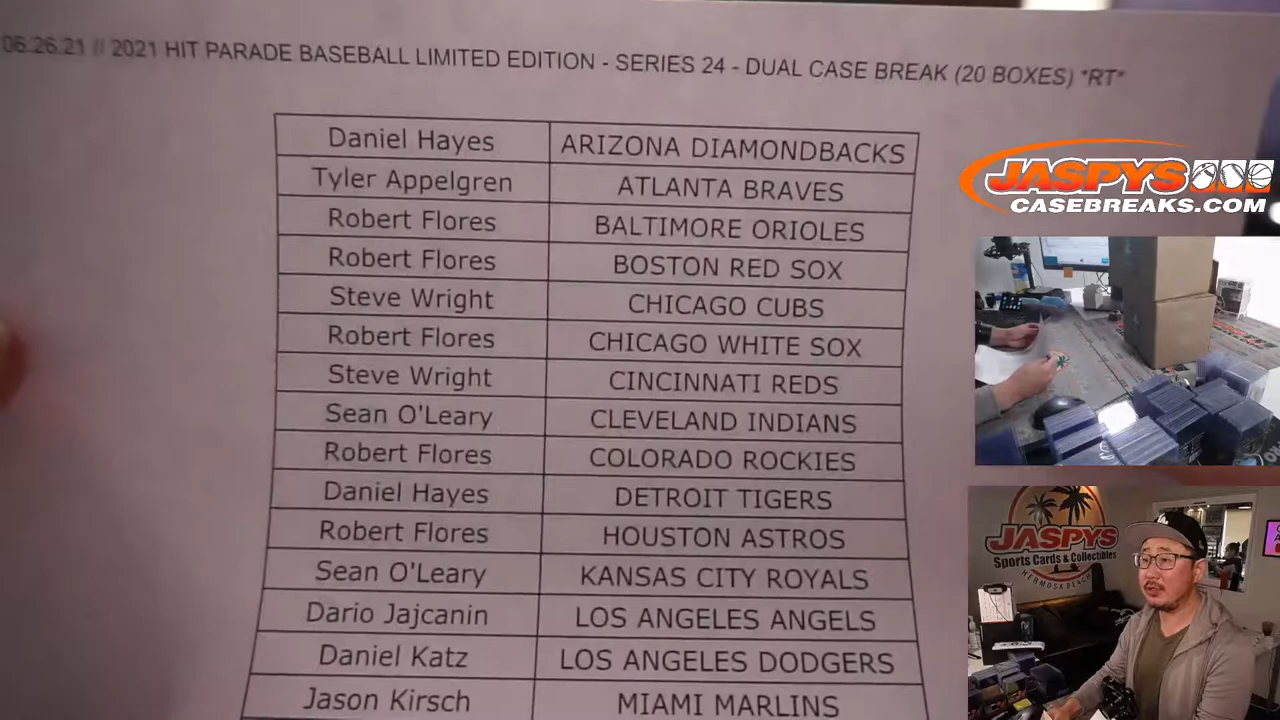 06.26.21 // 2021 HIT PARADE BASEBALL LIMITED EDITION - SERIES 24 - DUAL CASE BREAK (20 BOXES) *RT*
Daniel Hayes ARIZONA DIAMONDBACKS
Tyler Appelgren ATLANTA BRAVES
Robert Flores BALTIMORE ORIOLES
Robert Flores BOSTON RED SOX
Steve Wright CHICAGO CUBS
Robert Flores CHICAGO WHITE SOX
Steve Wright CINCINNATI REDS
Sean O'Leary CLEVELAND INDIANS
Robert Flores COLORADO ROCKIES
Daniel Hayes DETROIT TIGERS
Robert Flores HOUSTON ASTROS
Sean O'Leary KANSAS CITY ROYALS
Dario Jajcanin LOS ANGELES ANGELS
Daniel Katz LOS ANGELES DODGERS
Jason Kirsch MIAMI MARLINS
JASPYS
CASEBREAKS.COM
JASPYS
Sports Cards & Collectibles
HERMOSA BEACH